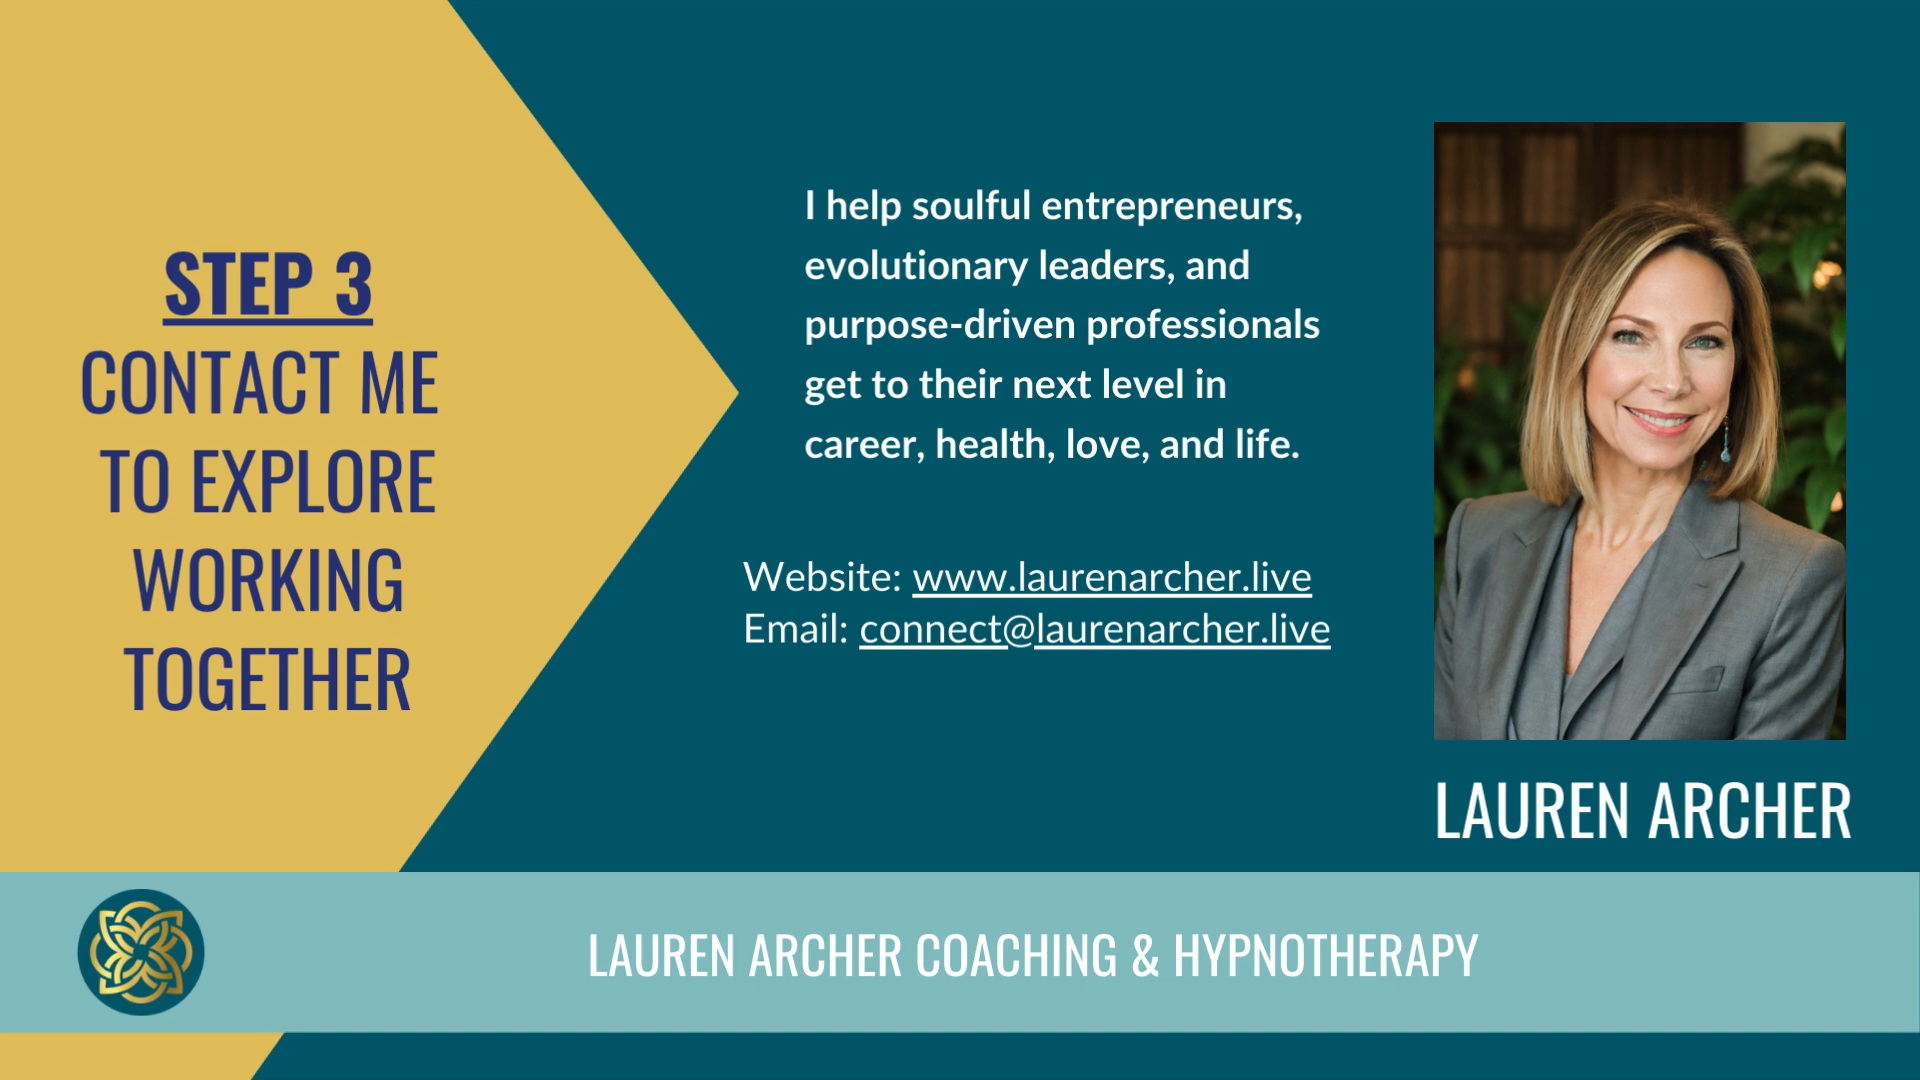 STEP 3
CONTACT ME
TO EXPLORE
WORKING
TOGETHER
I help soulful entrepreneurs,
evolutionary leaders, and
purpose-driven professionals
get to their next level in
career, health, love, and life.
Website: www.laurenarcher.live
Email: connect@laurenarcher.live
LAUREN ARCHER
LAUREN ARCHER COACHING & HYPNOTHERAPY